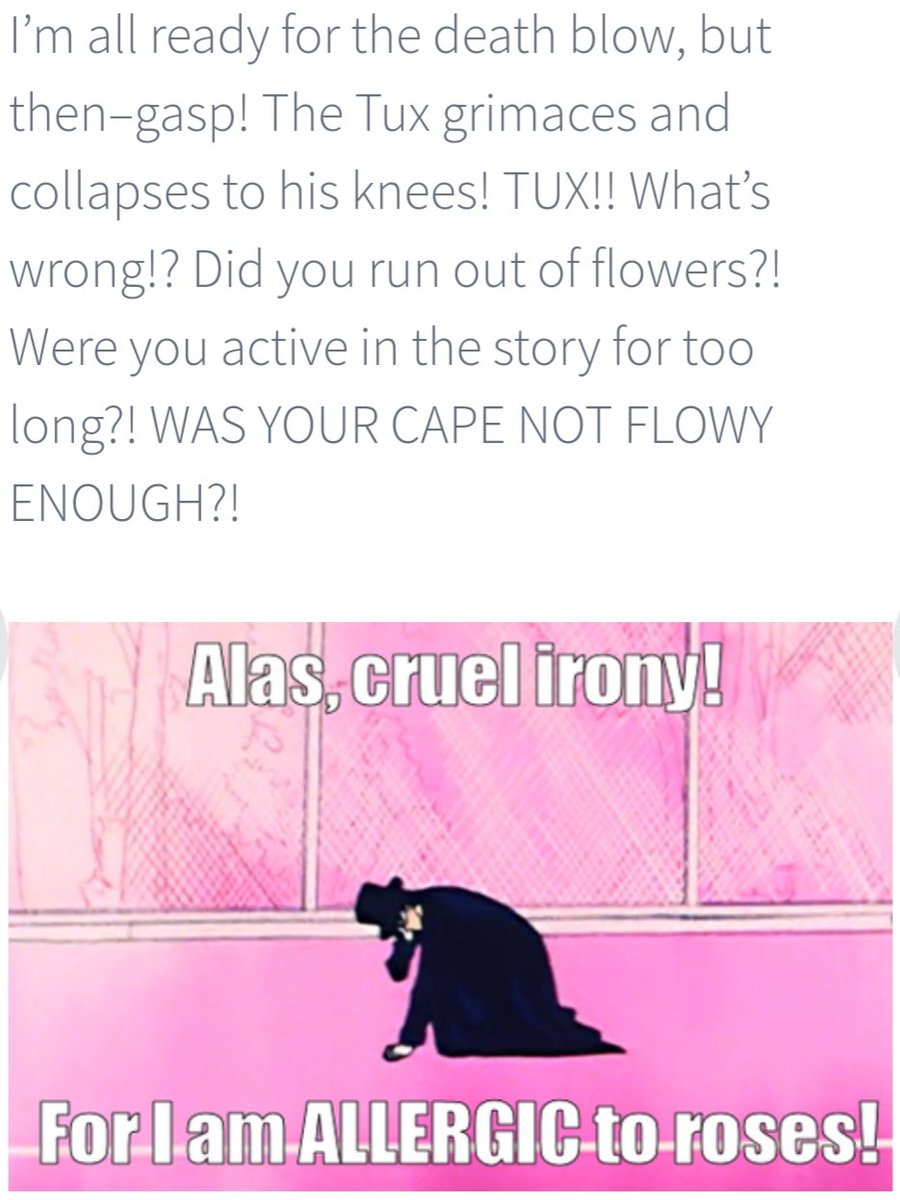 I’m all ready for the death blow, but
then–gasp! The Tux grimaces and
collapses to his knees! TUX!! What’s
wrong!? Did you run out of flowers?!
Were you active in the story for too
long?! WAS YOUR CAPE NOT FLOWY
ENOUGH?!
Alas, cruel irony!
For I am ALLERGIC to roses!